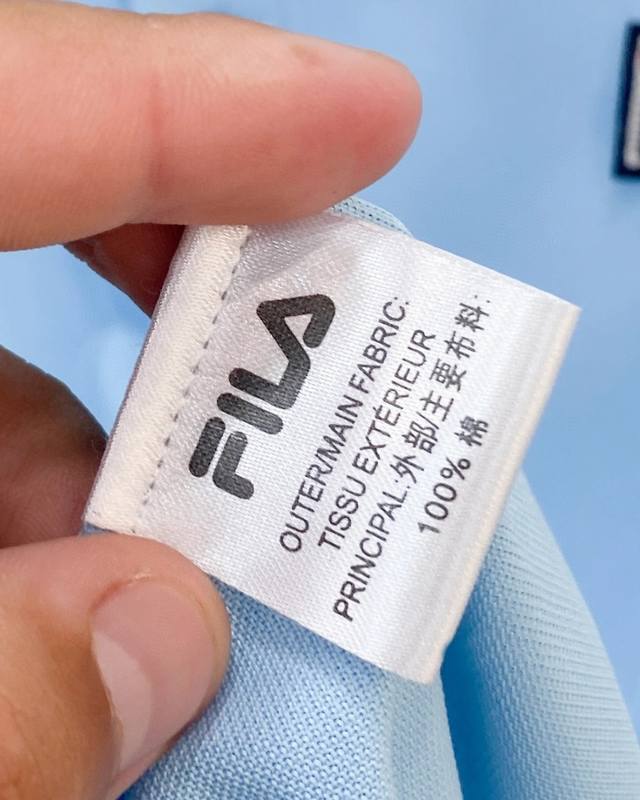 FILA
OUTER/MAIN FABRIC:
TISSU EXTÉRIEUR
PRINCIPAL:外部主要布料:
100% 棉